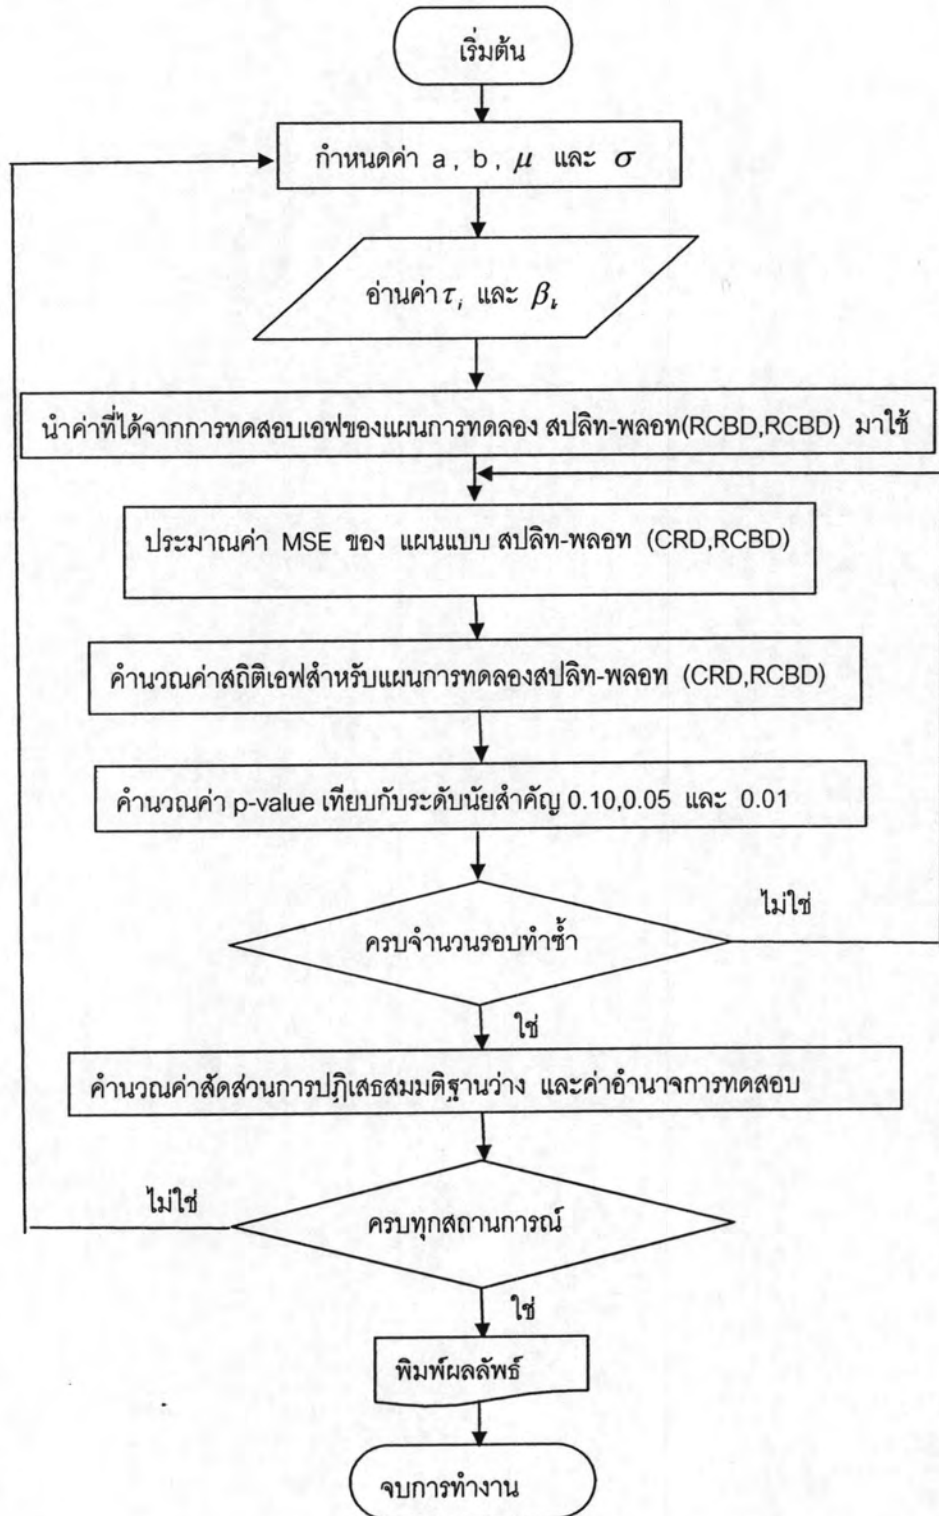 เริ่มต้น
กำหนดค่า a , b , μ และ σ
อ่านค่า τᵢ และ βₖ
นำค่าที่ได้จากการทดสอบเอฟของแผนการทดลอง สปลิท-พลอท(RCBD,RCBD) มาใช้
ประมาณค่า MSE ของ แผนแบบ สปลิท-พลอท (CRD,RCBD)
คำนวณค่าสถิติเอฟสำหรับแผนการทดลองสปลิท-พลอท (CRD,RCBD)
คำนวณค่า p-value เทียบกับระดับนัยสำคัญ 0.10,0.05 และ 0.01
ไม่ใช่
ครบจำนวนรอบทำซ้ำ
ใช่
คำนวณค่าสัดส่วนการปฏิเสธสมมติฐานว่าง และค่าอำนาจการทดสอบ
ไม่ใช่
ครบทุกสถานการณ์
ใช่
พิมพ์ผลลัพธ์
จบการทำงาน